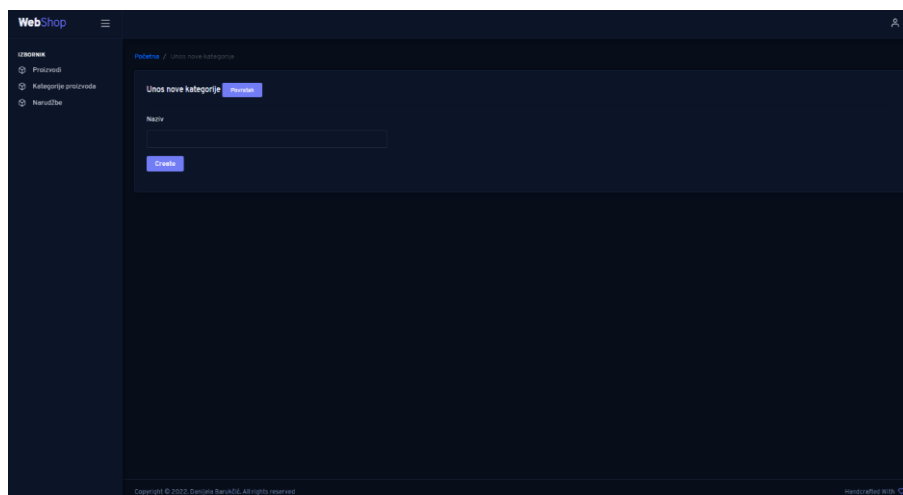 WebShop
IZBORNIK
Proizvodi
Kategorije proizvoda
Narudžbe
Početna / Unos nove kategorije
Unos nove kategorije Povratak
Naziv
Create
Copyright © 2022. Danijela Barukčić. All rights reserved
Handcrafted With